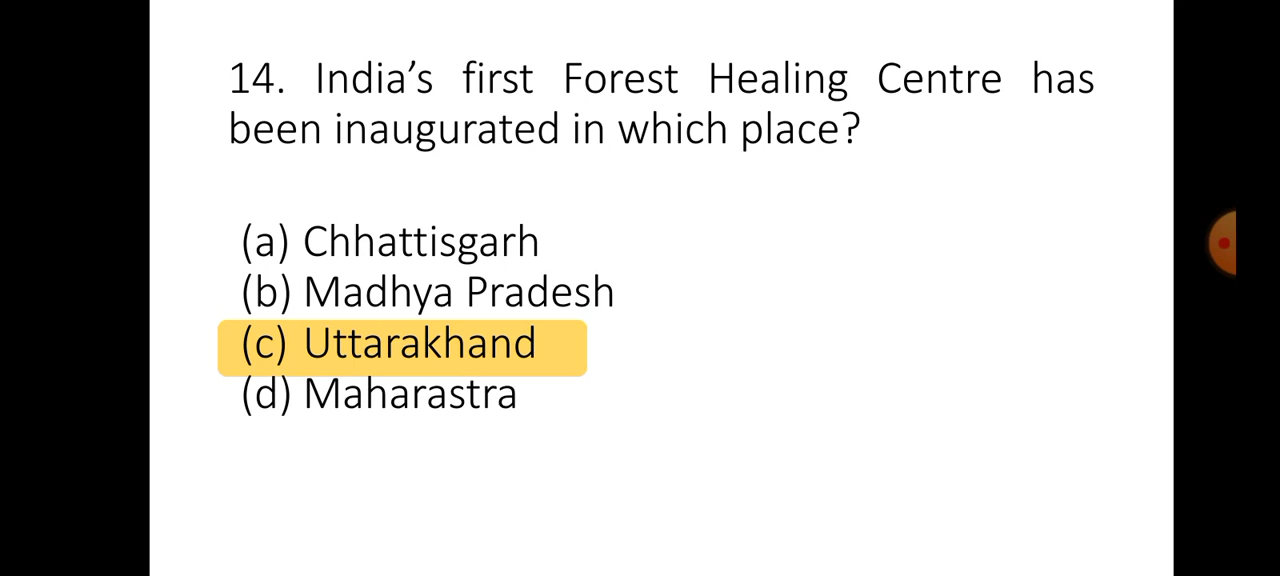 14. India’s first Forest Healing Centre has
been inaugurated in which place?
(a) Chhattisgarh
(b) Madhya Pradesh
(c) Uttarakhand
(d) Maharastra